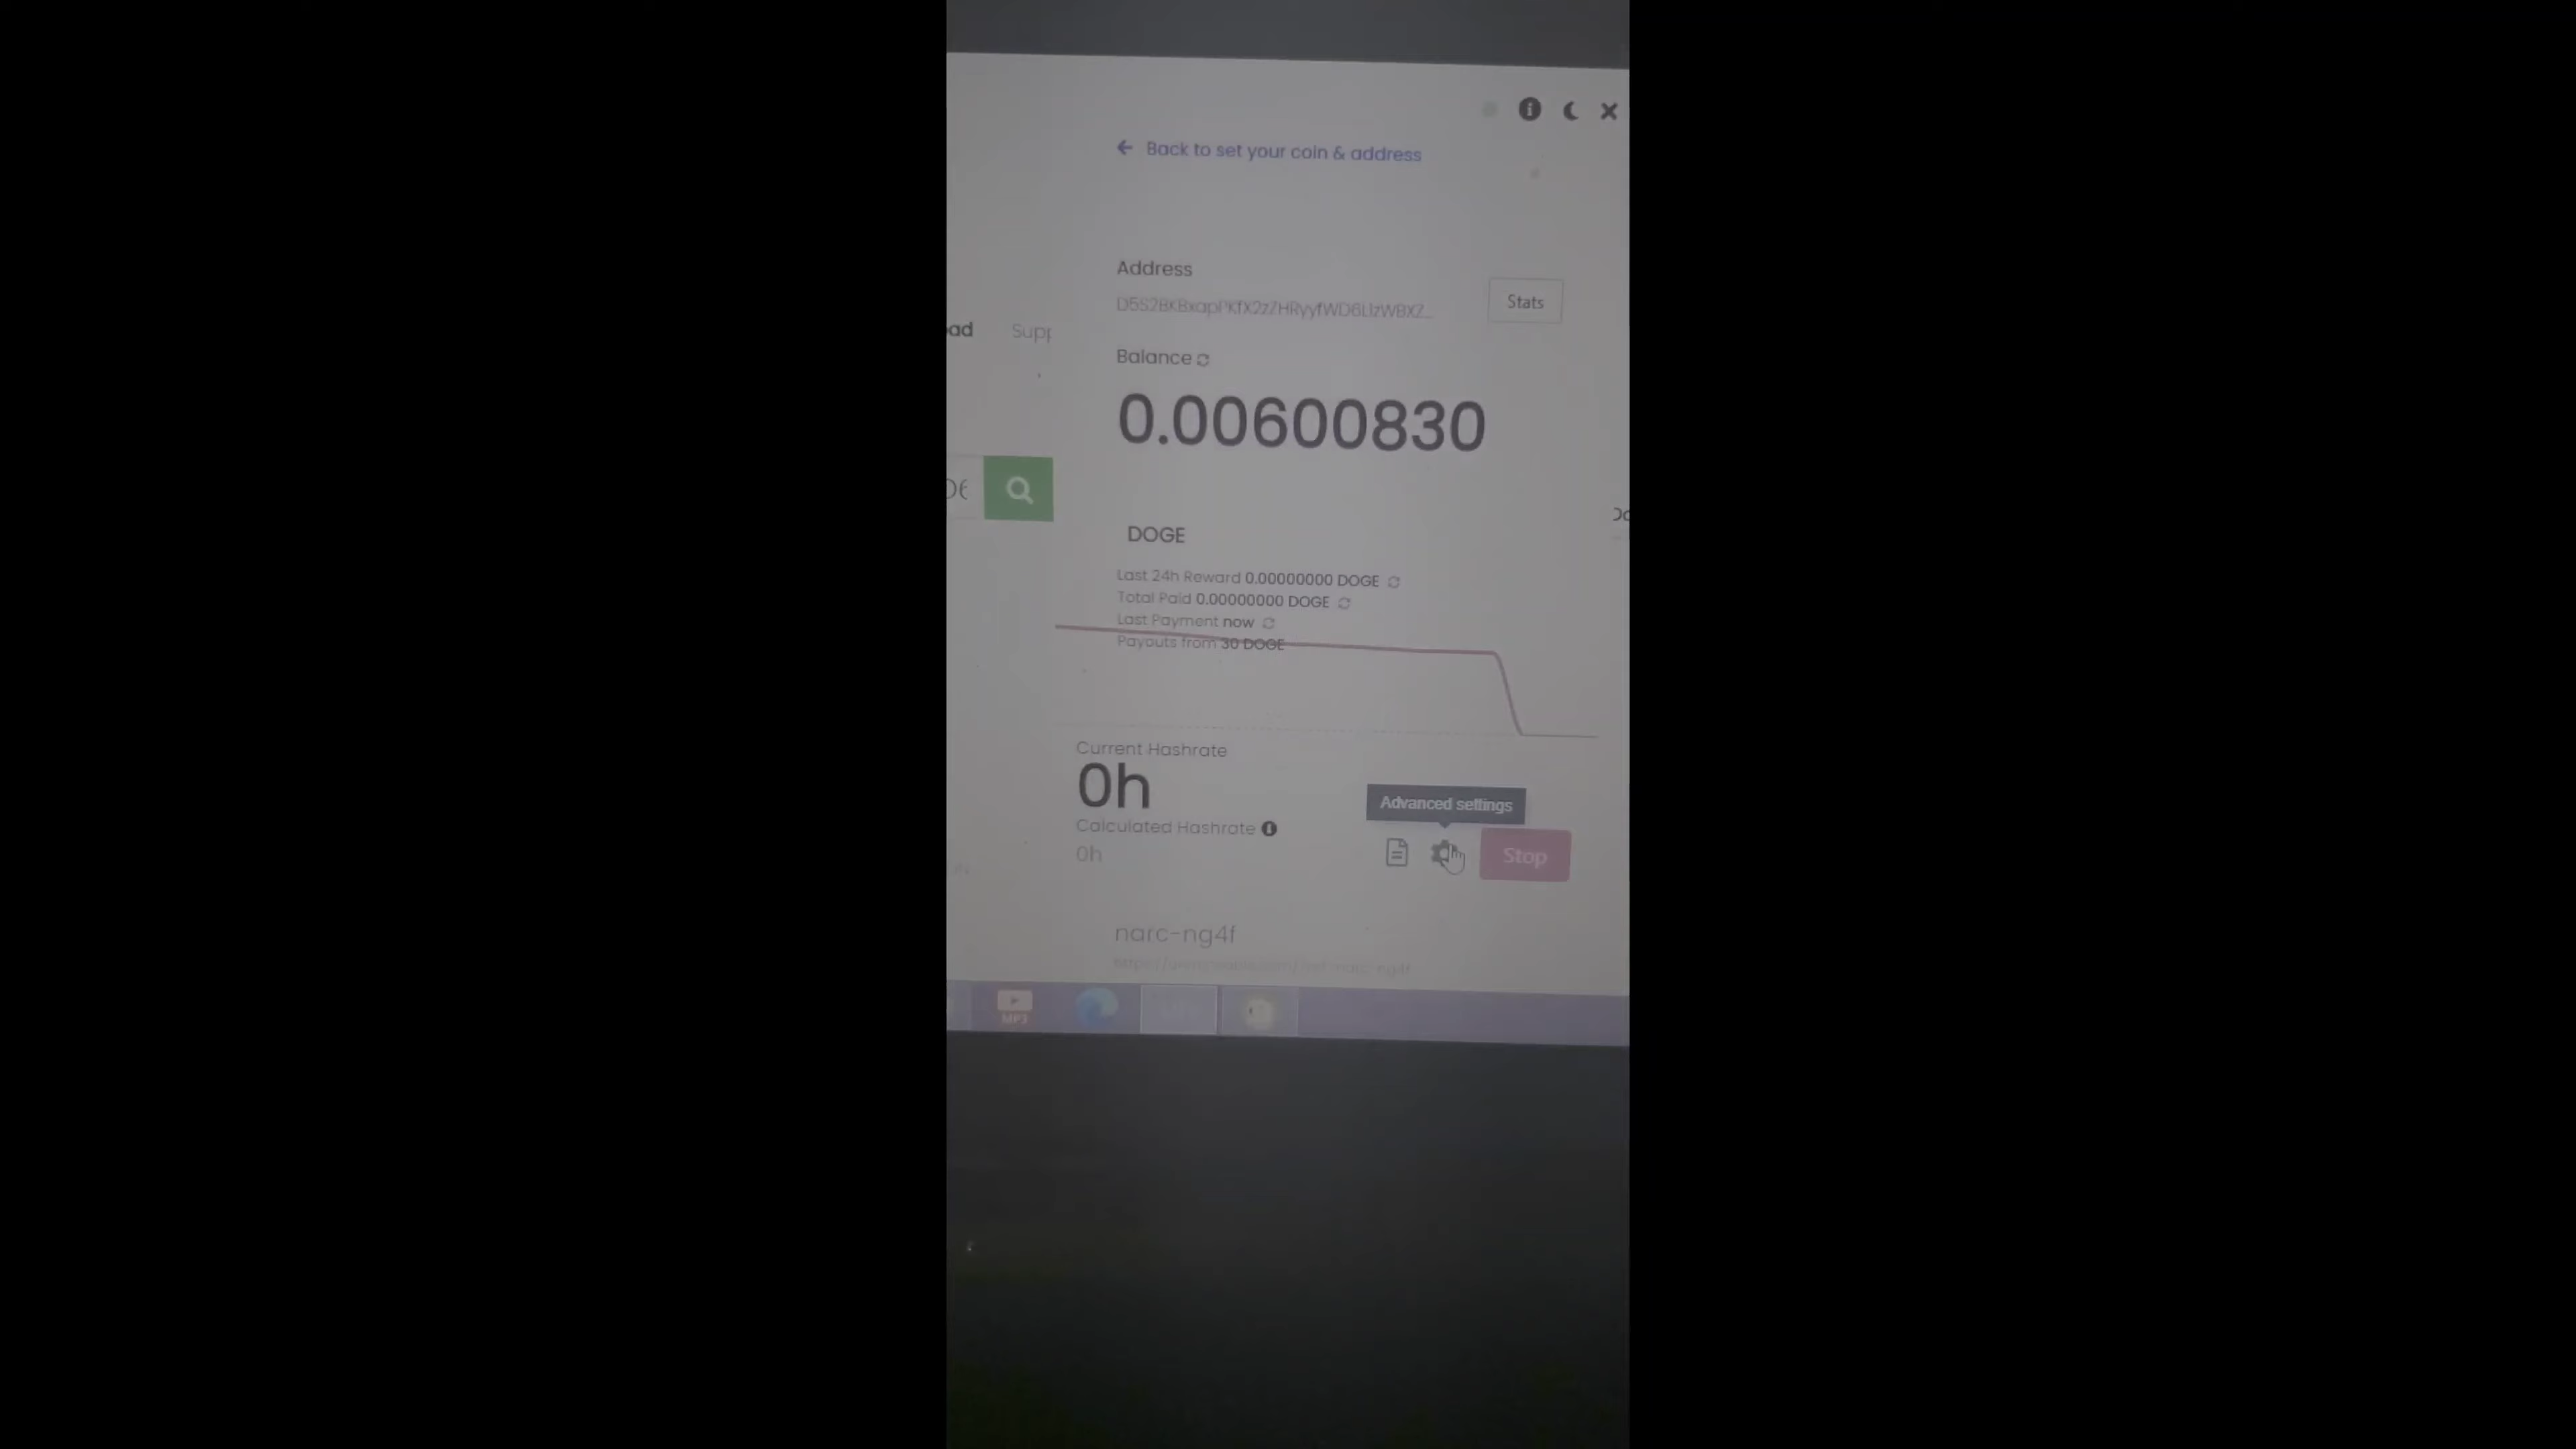 Back to set your coin & address
Address
Stats
ad Supp
Balance
0.00600830
DOGE
Last 24h Reward 0.00000000 DOGE
Total Paid 0.00000000 DOGE
Last Payment now
Payouts from 30 DOGE
Current Hashrate
0h
Advanced settings
Calculated Hashrate
0h
Stop
narc-ng4f
MP3